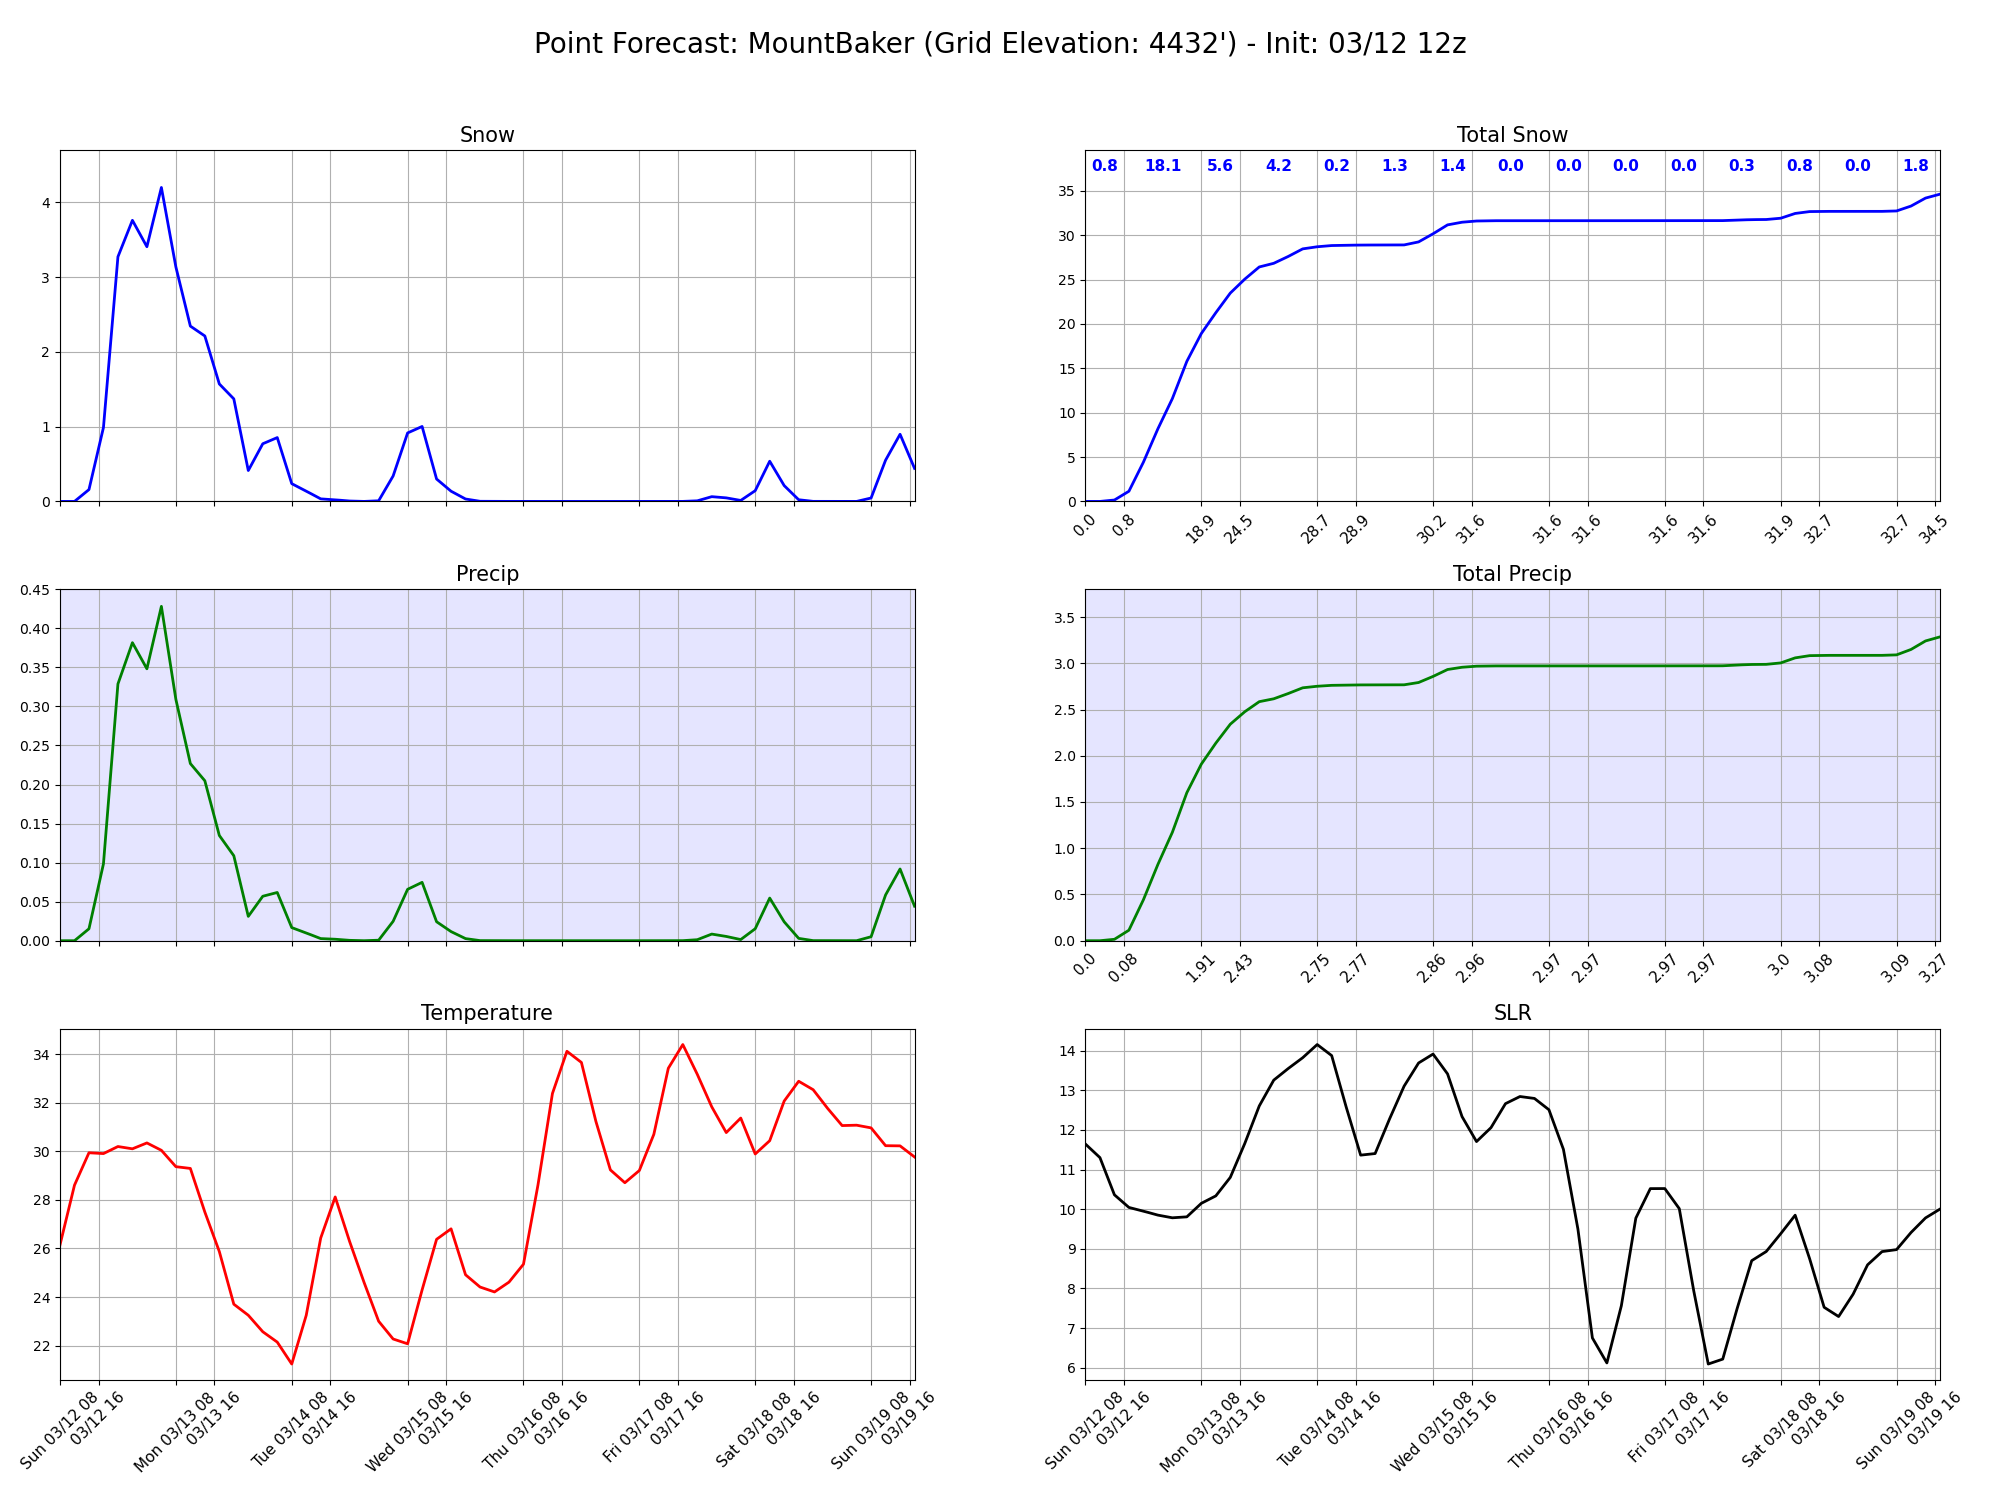 Point Forecast: MountBaker (Grid Elevation: 4432') - Init: 03/12 12z
Snow
4
3
2
1
0
Total Snow
0.8 18.1 5.6 4.2 0.2 1.3 1.4 0.0 0.0 0.0 0.0 0.3 0.8 0.0 1.8
35
30
25
20
15
10
5
0
0.0 0.8 18.9 24.5 28.7 28.9 30.2 31.6 31.6 31.6 31.6 31.6 31.9 32.7 32.7 34.5
Precip
0.45
0.40
0.35
0.30
0.25
0.20
0.15
0.10
0.05
0.00
Total Precip
3.5
3.0
2.5
2.0
1.5
1.0
0.5
0.0
0.0 0.08 1.91 2.43 2.75 2.77 2.86 2.96 2.97 2.97 2.97 2.97 3.0 3.08 3.09 3.27
Temperature
34
32
30
28
26
24
22
Sun 03/12 08
03/12 16
Mon 03/13 08
03/13 16
Tue 03/14 08
03/14 16
Wed 03/15 08
03/15 16
Thu 03/16 08
03/16 16
Fri 03/17 08
03/17 16
Sat 03/18 08
03/18 16
Sun 03/19 08
03/19 16
SLR
14
13
12
11
10
9
8
7
6
Sun 03/12 08
03/12 16
Mon 03/13 08
03/13 16
Tue 03/14 08
03/14 16
Wed 03/15 08
03/15 16
Thu 03/16 08
03/16 16
Fri 03/17 08
03/17 16
Sat 03/18 08
03/18 16
Sun 03/19 08
03/19 16